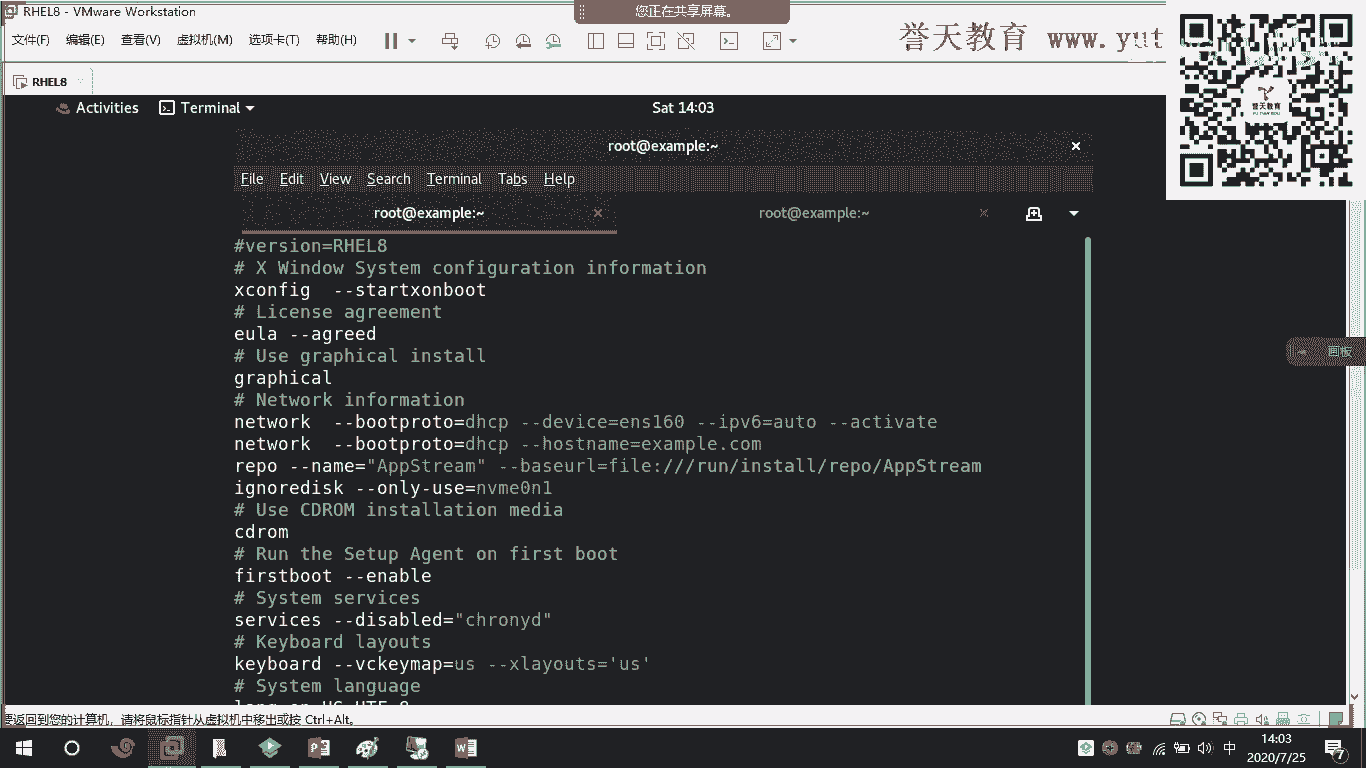 RHEL8 - VMware Workstation
您正在共享屏幕。
文件(F) 编辑(E) 查看(V) 虚拟机(M) 选项卡(T) 帮助(H)
誉天教育 www.yut
誉天教育
RHEL8
Activities Terminal Sat 14:03
root@example:~
File Edit View Search Terminal Tabs Help
root@example:~ root@example:~
#version=RHEL8
# X Window System configuration information
xconfig  --startxonboot
# License agreement
eula --agreed
# Use graphical install
graphical
画板
# Network information
network  --bootproto=dhcp --device=ens160 --ipv6=auto --activate
network  --bootproto=dhcp --hostname=example.com
repo --name="AppStream" --baseurl=file:///run/install/repo/AppStream
ignoredisk --only-use=nvme0n1
# Use CDROM installation media
cdrom
# Run the Setup Agent on first boot
firstboot --enable
# System services
services --disabled="chronyd"
# Keyboard layouts
keyboard --vckeymap=us --xlayouts='us'
# System language
要返回到您的计算机，请将鼠标指针从虚拟机中移出或按 Ctrl+Alt。
中 14:03
2020/7/25
7